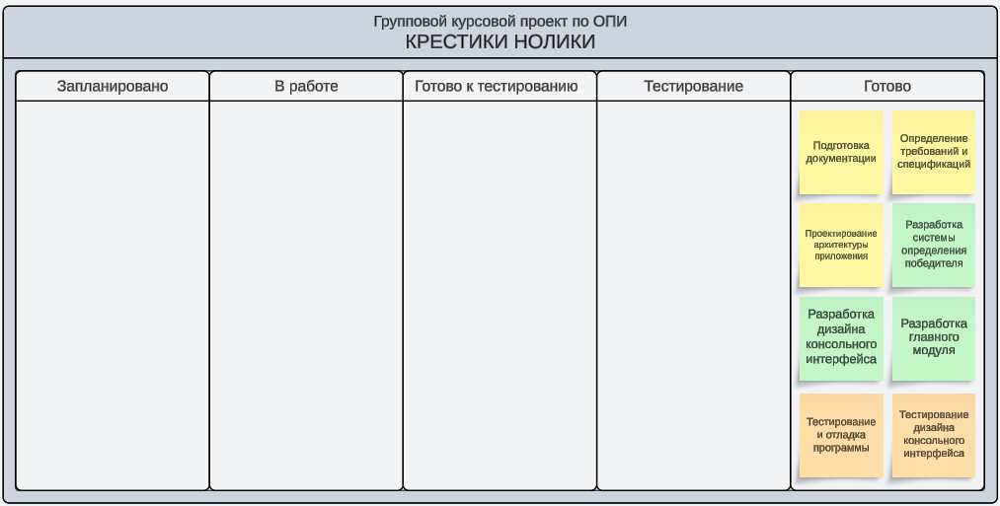 Групповой курсовой проект по ОПИ
КРЕСТИКИ НОЛИКИ
Запланировано
В работе
Готово к тестированию
Тестирование
Готово
Подготовка
документации
Определение
требований и
спецификаций
Проектирование
архитектуры
приложения
Разработка
системы
определения
победителя
Разработка
дизайна
консольного
интерфейса
Разработка
главного
модуля
Тестирование
и отладка
программы
Тестирование
дизайна
консольного
интерфейса